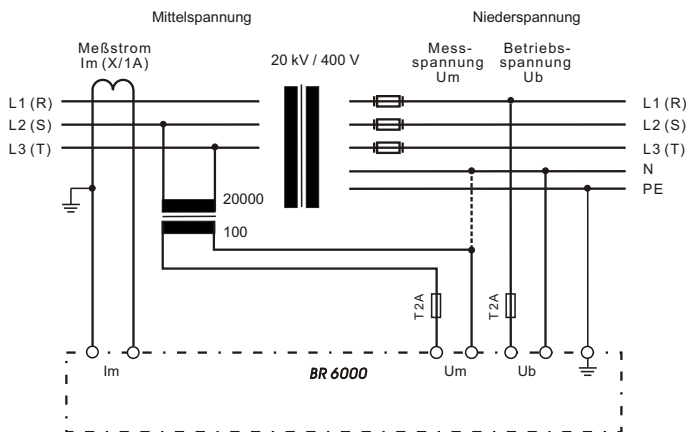 Mittelspannung
Niederspannung
Meßstrom
Im (X/1A)
20 kV / 400 V
Mess-
spannung
Um
Betriebs-
spannung
Ub
L1 (R)
L2 (S)
L3 (T)
L1 (R)
L2 (S)
L3 (T)
N
PE
20000
100
T2A
T2A
Im
BR 6000
Um
Ub